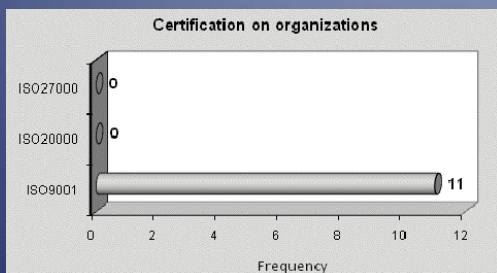 Certification on organizations
ISO27000 0
ISO20000 0
ISO9001 11
0 2 4 6 8 10 12
Frequency